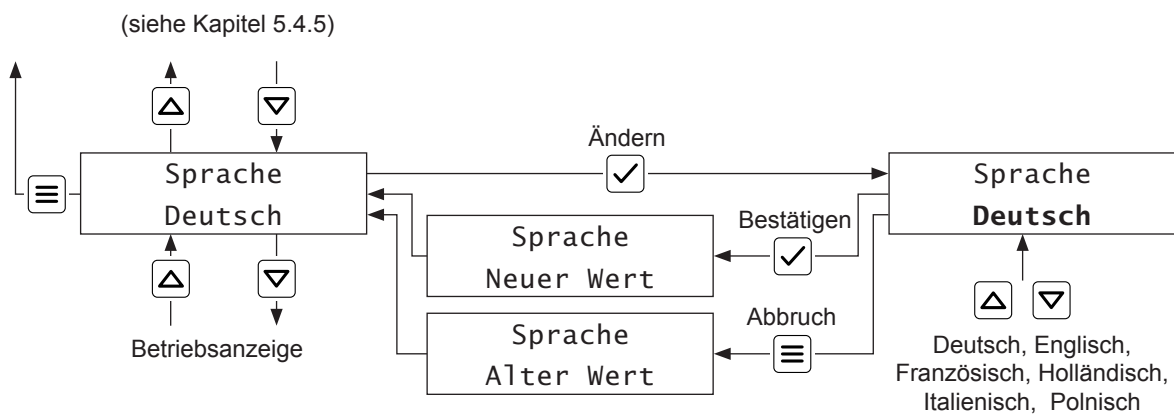 (siehe Kapitel 5.4.5)
Ändern
Sprache
Deutsch
Sprache
Deutsch
Bestätigen
Sprache
Neuer Wert
Abbruch
Sprache
Alter Wert
Betriebsanzeige
Deutsch, Englisch,
Französisch, Holländisch,
Italienisch, Polnisch